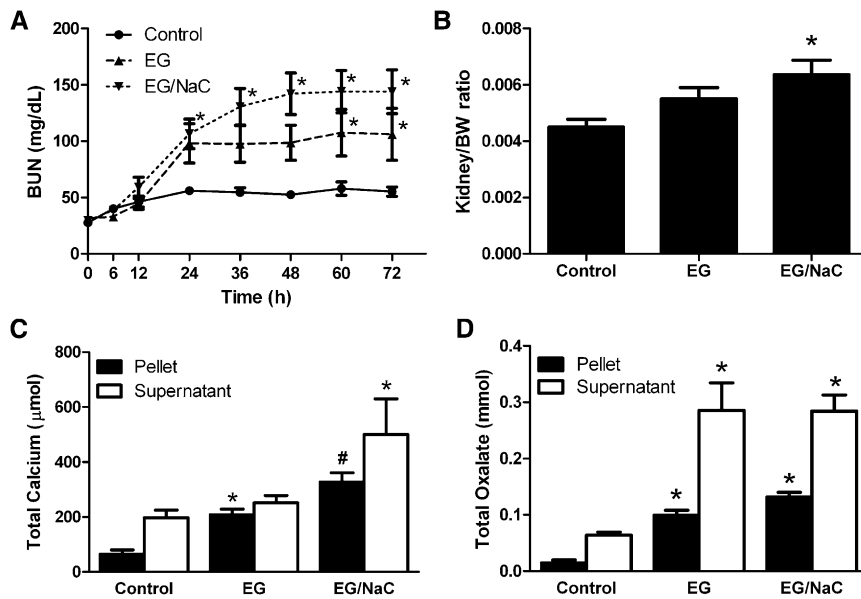 A
200
150
100
50
0
BUN (mg/dL)
Control
EG
EG/NaC
*
*
*
*
*
*
*
0 6 12 24 36 48 60 72
Time (h)
B
0.008
0.006
0.004
0.002
0.000
Kidney/BW ratio
*
Control EG EG/NaC
C
800
600
400
200
0
Total Calcium (μmol)
Pellet
Supernatant
*
#
*
Control EG EG/NaC
D
0.4
0.3
0.2
0.1
0.0
Total Oxalate (mmol)
Pellet
Supernatant
*
*
*
*
Control EG EG/NaC